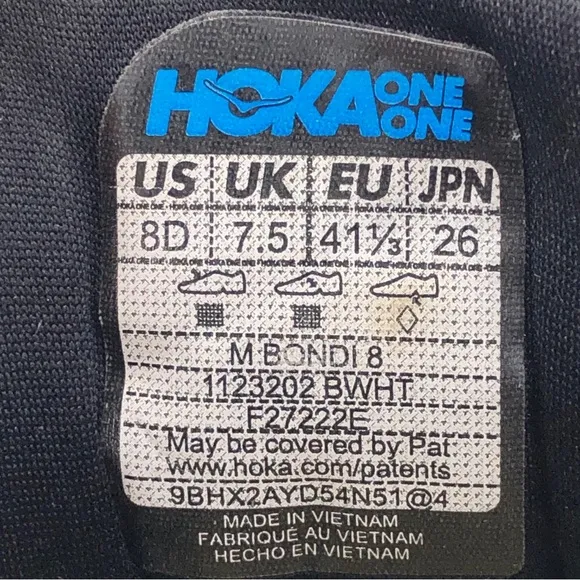 HOKA ONE ONE
US UK EU JPN
8D 7.5 41⅓ 26
M BONDI 8
1123202 BWHT
F27222E
May be covered by Pat
www.hoka.com/patents
9BHX2AYD54N51@4
MADE IN VIETNAM
FABRIQUÉ AU VIETNAM
HECHO EN VIETNAM